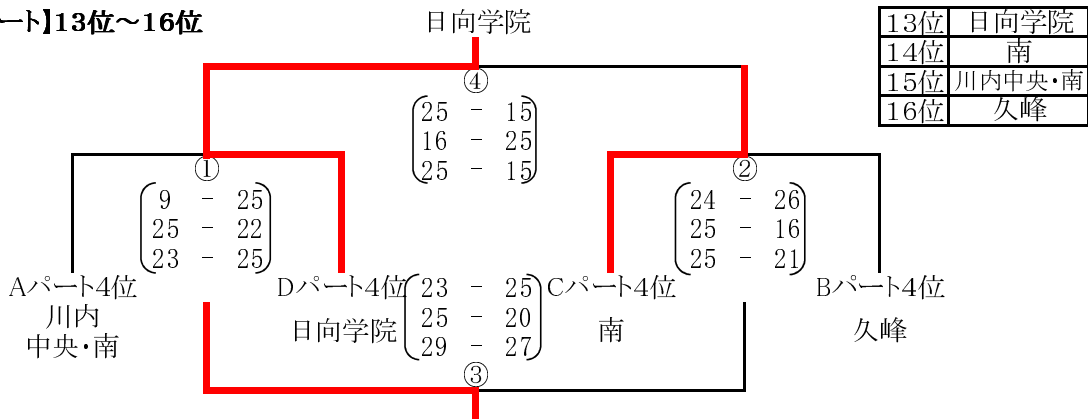 ート】13位～16位
日向学院
13位 日向学院
14位 南
15位 川内中央・南
16位 久峰
④
25 - 15
16 - 25
25 - 15
①
9 - 25
25 - 22
23 - 25
②
24 - 26
25 - 16
25 - 21
Aパート4位
川内
中央・南
Dパート4位
日向学院
23 - 25
25 - 20
29 - 27
③
Cパート4位
南
Bパート4位
久峰